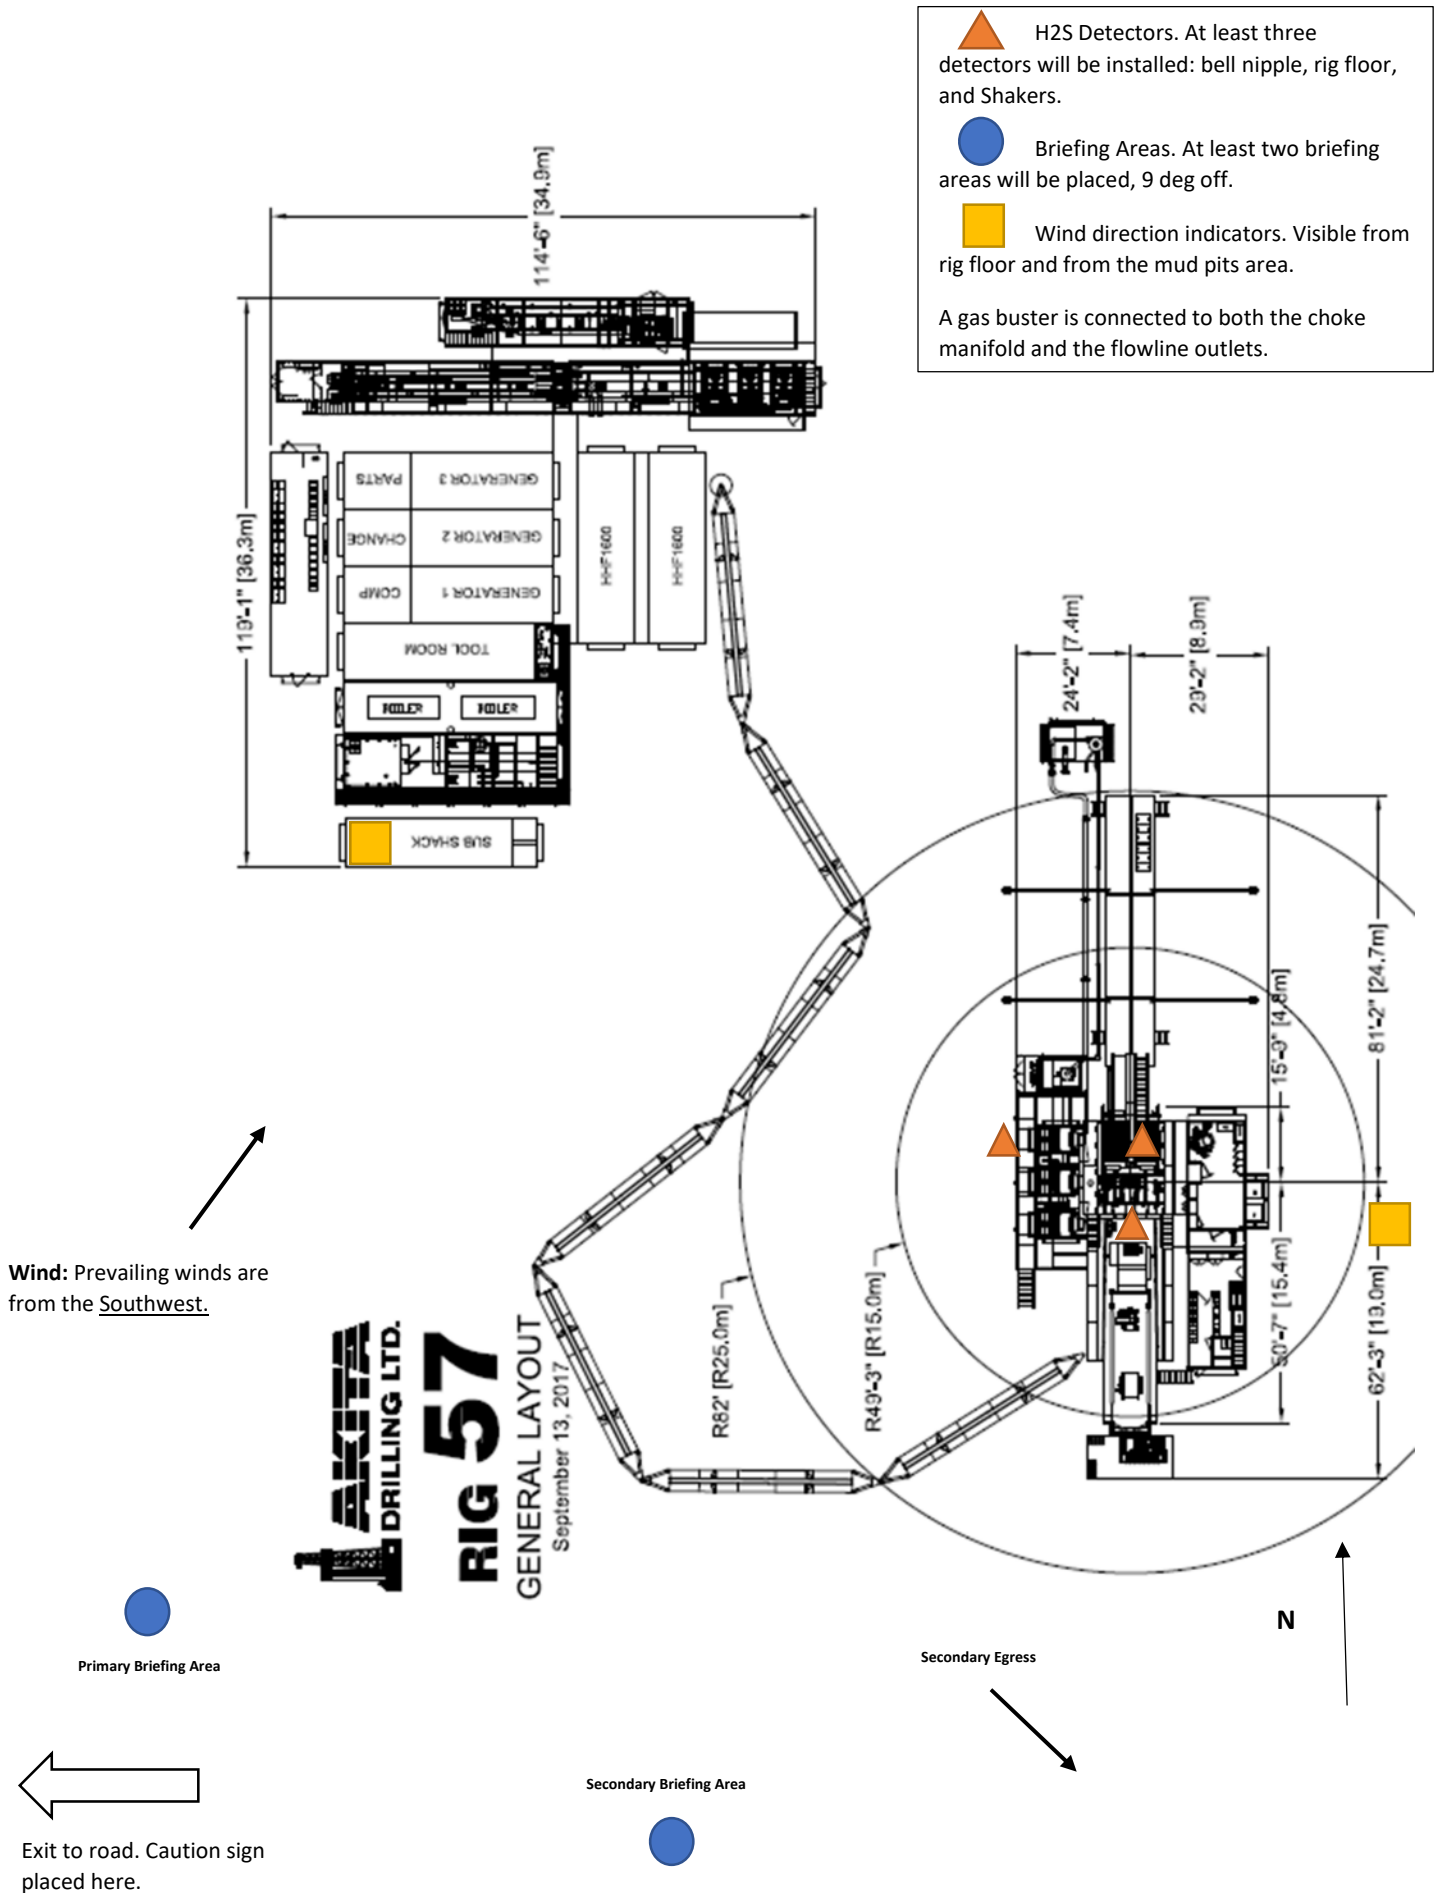 H2S Detectors. At least three
detectors will be installed: bell nipple, rig floor,
and Shakers.
Briefing Areas. At least two briefing
areas will be placed, 9 deg off.
Wind direction indicators. Visible from
rig floor and from the mud pits area.
A gas buster is connected to both the choke
manifold and the flowline outlets.
114'-6" [34.9m]
119'-1" [36.3m]
PARTS
GENERATOR 3
CHANGE
GENERATOR 2
COMP
GENERATOR 1
TOOL ROOM
BOILER
BOILER
SUB SHACK
HHF1600
HHF1600
24'-2" [7.4m]
29'-2" [8.9m]
81'-2" [24.7m]
15'-9" [4.8m]
50'-7" [15.4m]
62'-3" [19.0m]
R82' [R25.0m]
R49'-3" [R15.0m]
Wind: Prevailing winds are
from the Southwest.
AKITA
DRILLING LTD.
RIG 57
GENERAL LAYOUT
September 13, 2017
N
Primary Briefing Area
Secondary Egress
Secondary Briefing Area
Exit to road. Caution sign
placed here.